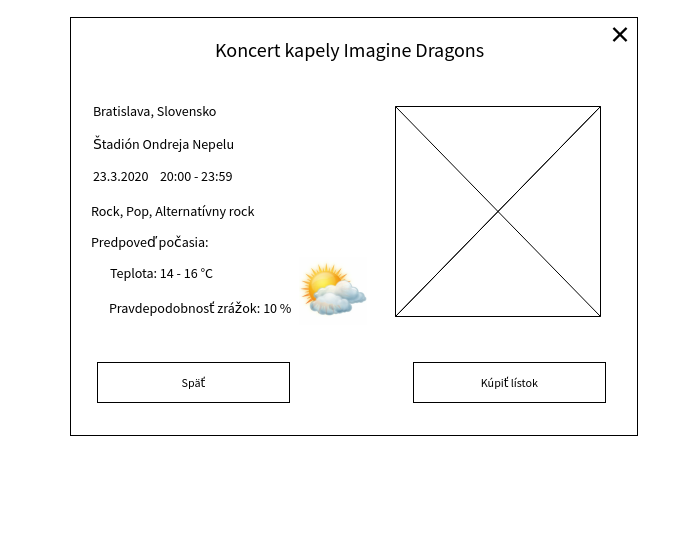 Koncert kapely Imagine Dragons
Bratislava, Slovensko
Štadión Ondreja Nepelu
23.3.2020 20:00 - 23:59
Rock, Pop, Alternatívny rock
Predpoveď počasia:
Teplota: 14 - 16 °C
Pravdepodobnosť zrážok: 10 %
Späť
Kúpiť lístok